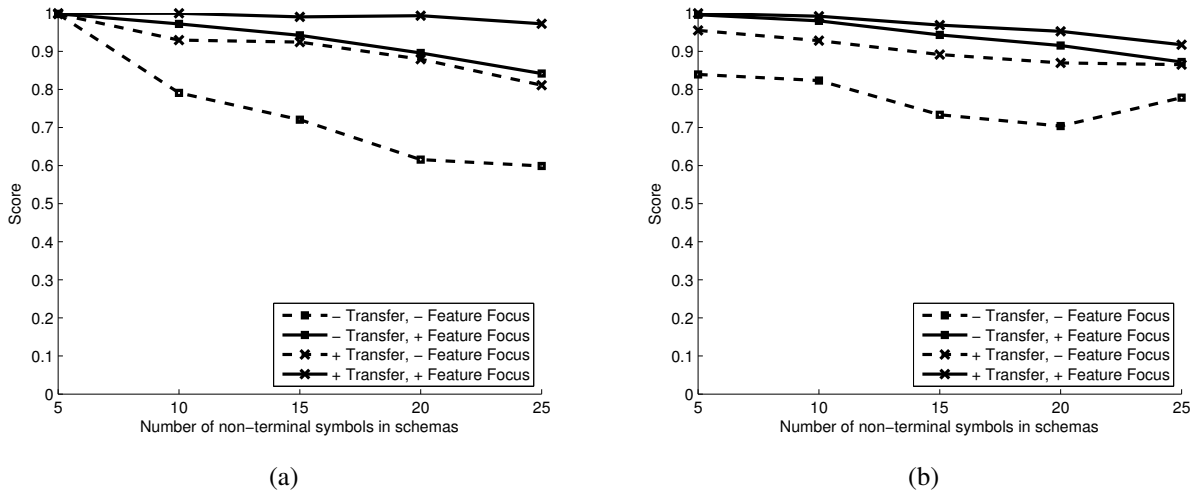 1
0.9
0.8
0.7
0.6
0.5
0.4
0.3
0.2
0.1
0
Score
5 10 15 20 25
Number of non-terminal symbols in schemas
- Transfer, - Feature Focus
- Transfer, + Feature Focus
+ Transfer, - Feature Focus
+ Transfer, + Feature Focus
(a)
1
0.9
0.8
0.7
0.6
0.5
0.4
0.3
0.2
0.1
0
Score
5 10 15 20 25
Number of non-terminal symbols in schemas
- Transfer, - Feature Focus
- Transfer, + Feature Focus
+ Transfer, - Feature Focus
+ Transfer, + Feature Focus
(b)